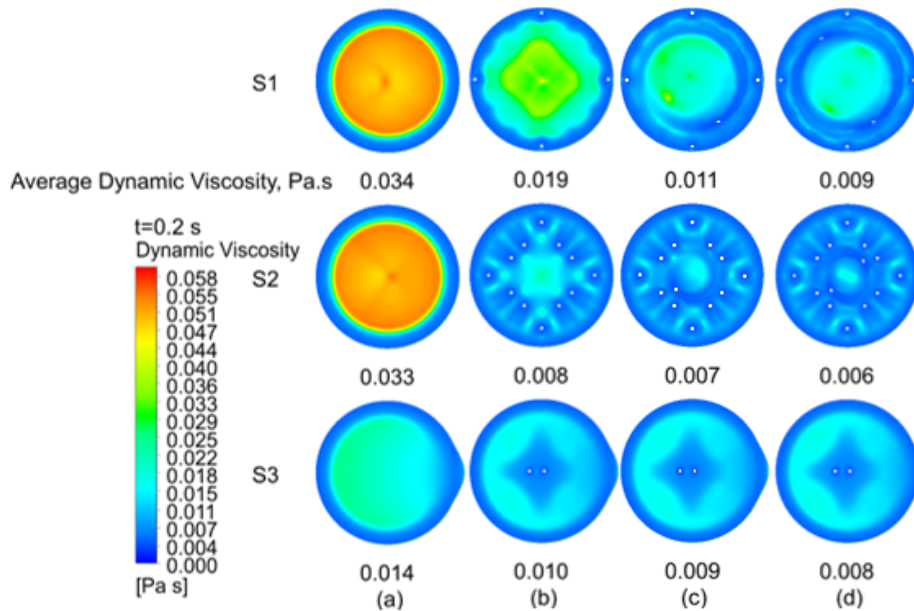 S1
Average Dynamic Viscosity, Pa.s 0.034 0.019 0.011 0.009
t=0.2 s
Dynamic Viscosity
0.058
0.055
0.051
0.047
0.044
0.040
0.036
0.033
0.029
0.022
0.018
0.015
0.011
0.007
0.004
0.000
[Pa s]
S2
0.033 0.008 0.007 0.006
S3
0.014 0.010 0.009 0.008
(a) (b) (c) (d)